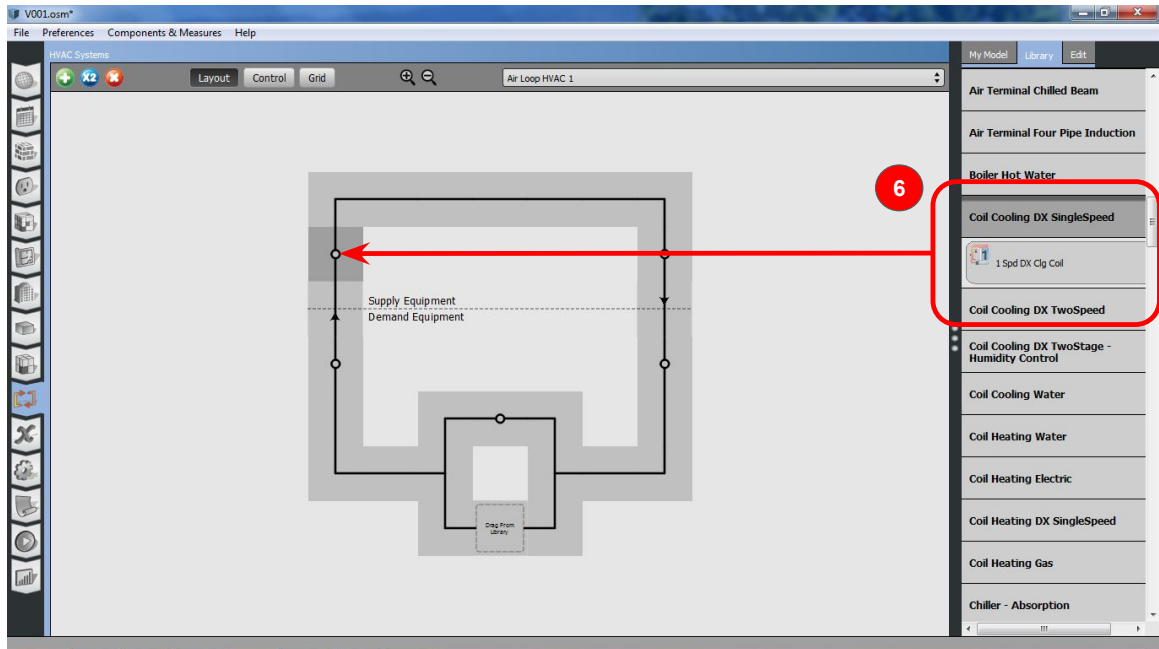 V001.osm*
File Preferences Components & Measures Help
HVAC Systems
My Model Library Edit
X2 Layout Control Grid Air Loop HVAC 1
Air Terminal Chilled Beam
Air Terminal Four Pipe Induction
Boiler Hot Water
6
Coil Cooling DX SingleSpeed
1 Spd DX Clg Coil
Supply Equipment
Demand Equipment
Coil Cooling DX TwoSpeed
Coil Cooling DX TwoStage -
Humidity Control
Coil Cooling Water
Coil Heating Water
Coil Heating Electric
Coil Heating DX SingleSpeed
Drag From
Library
Coil Heating Gas
Chiller - Absorption